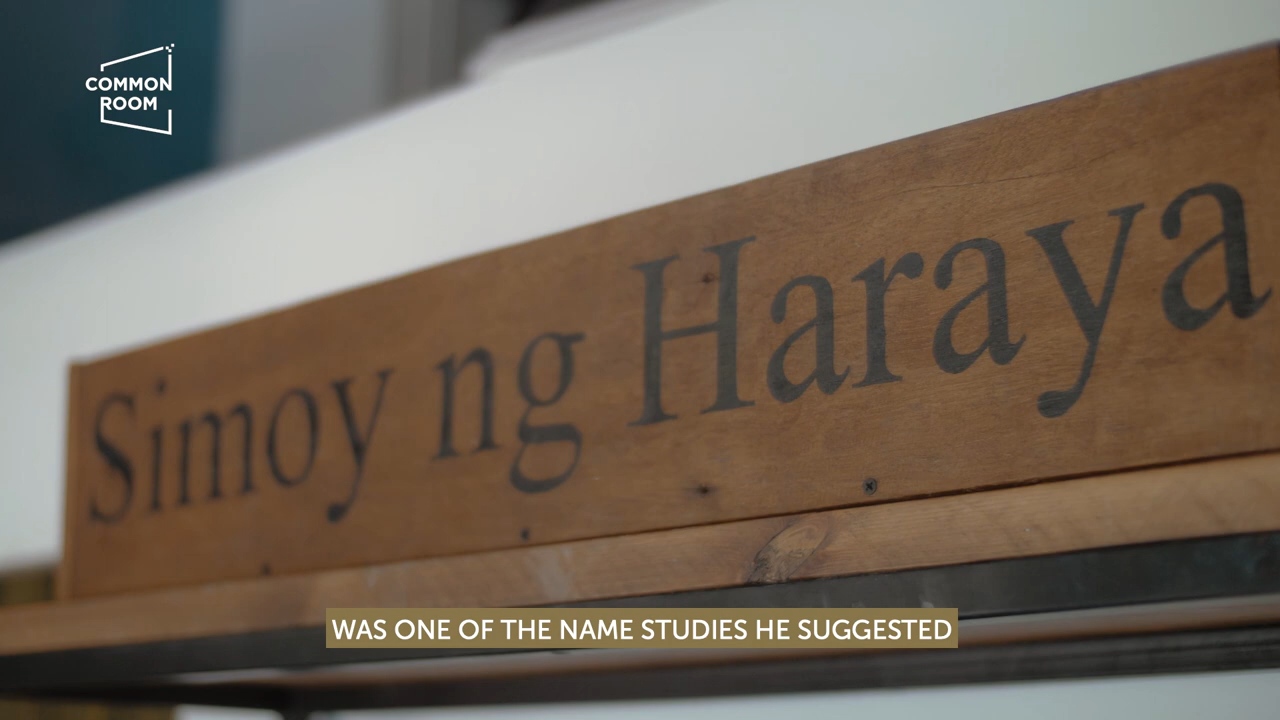 COMMON
ROOM
Simoy ng Haraya
WAS ONE OF THE NAME STUDIES HE SUGGESTED